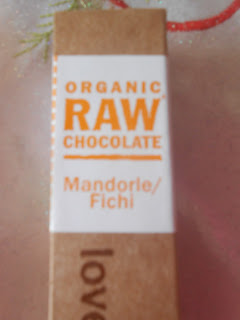 ORGANIC
RAW
CHOCOLATE
Mandorle/
Fichi
love